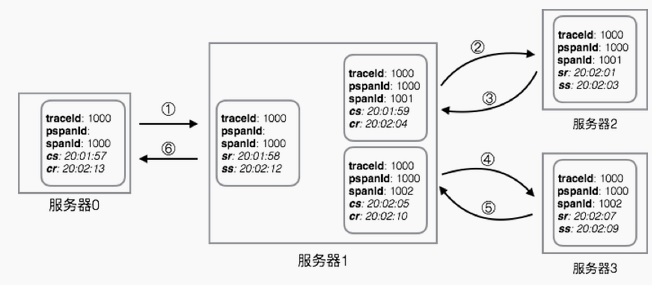 traceId: 1000
pspanId:
spanId: 1000
cs: 20:01:57
cr: 20:02:13
服务器0
①
⑥
traceId: 1000
pspanId:
spanId: 1000
sr: 20:01:58
ss: 20:02:12
traceId: 1000
pspanId: 1000
spanId: 1001
cs: 20:01:59
cr: 20:02:04
traceId: 1000
pspanId: 1000
spanId: 1002
cs: 20:02:05
cr: 20:02:10
服务器1
②
③
④
⑤
traceId: 1000
pspanId: 1000
spanId: 1001
sr: 20:02:01
ss: 20:02:03
服务器2
traceId: 1000
pspanId: 1000
spanId: 1002
sr: 20:02:07
ss: 20:02:09
服务器3